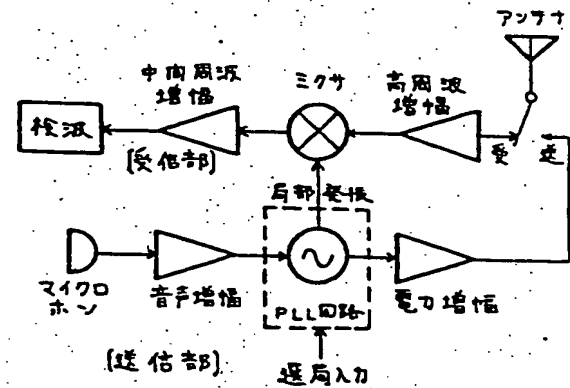 アンテナ
中間周波
増幅
ミクサ
高周波
増幅
検波
[受信部]
受
送
局部発振
マイクロ
ホン
音声増幅
PLL回路
電力増幅
[送信部]
選局入力